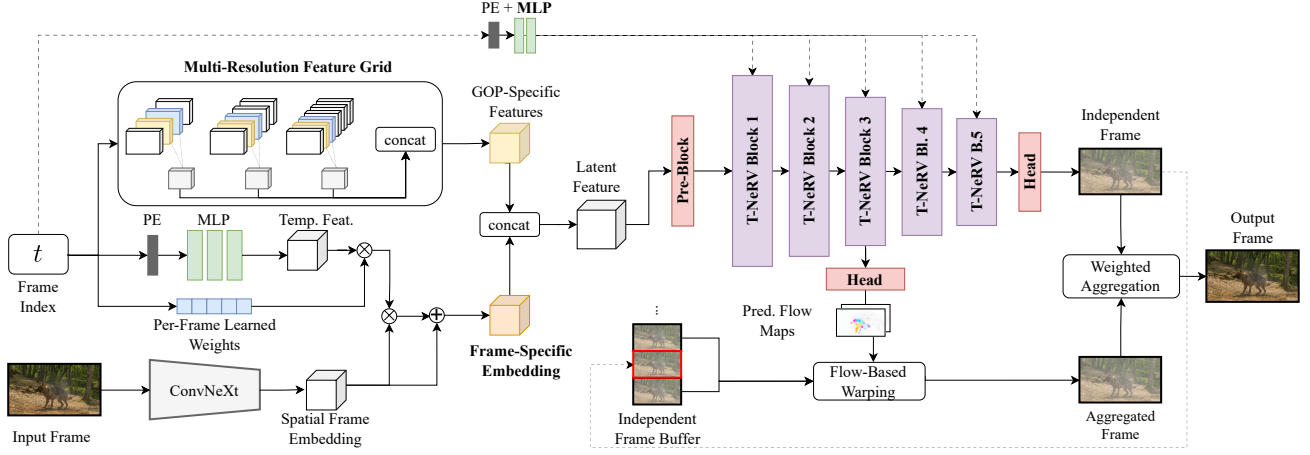 PE + MLP
Multi-Resolution Feature Grid
concat
GOP-Specific
Features
PE
MLP
Temp. Feat.
t
Frame
Index
Per-Frame Learned
Weights
Input Frame
ConvNeXt
Spatial Frame
Embedding
concat
Frame-Specific
Embedding
Latent
Feature
Pre-Block
T-NeRV Block 1
T-NeRV Block 2
T-NeRV Block 3
T-NeRV Bl. 4
T-NeRV B.5
Head
Independent
Frame
Head
Pred. Flow
Maps
...
Independent
Frame Buffer
Flow-Based
Warping
Weighted
Aggregation
Aggregated
Frame
Output
Frame